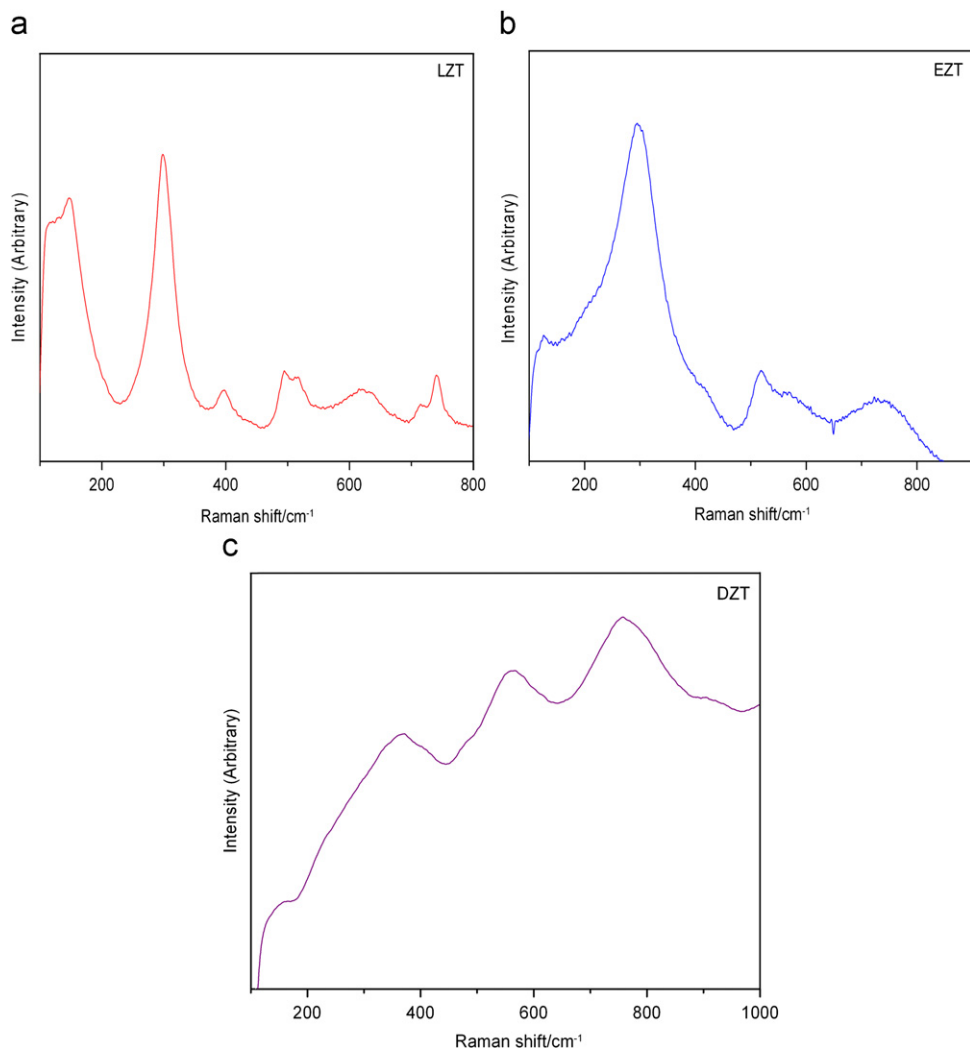 a
LZT
Intensity (Arbitrary)
200 400 600 800
Raman shift/cm⁻¹
b
EZT
Intensity (Arbitrary)
200 400 600 800
Raman shift/cm⁻¹
c
DZT
Intensity (Arbitrary)
200 400 600 800 1000
Raman shift/cm⁻¹